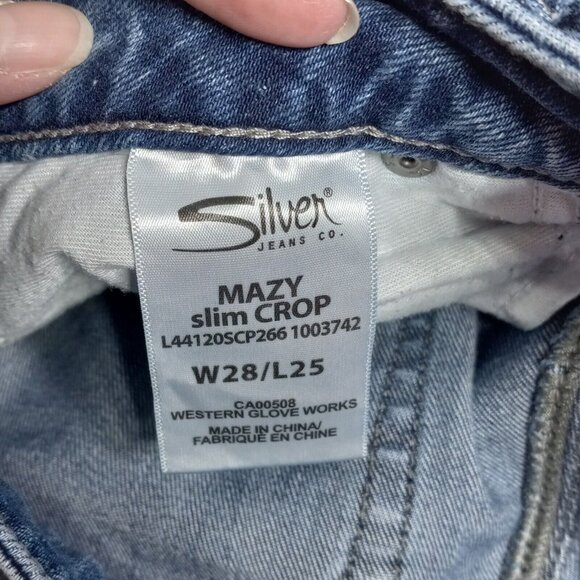 Silver®
JEANS CO.
MAZY
slim CROP
L44120SCP266 1003742
W28/L25
CA00508
WESTERN GLOVE WORKS
MADE IN CHINA/
FABRIQUÉ EN CHINE